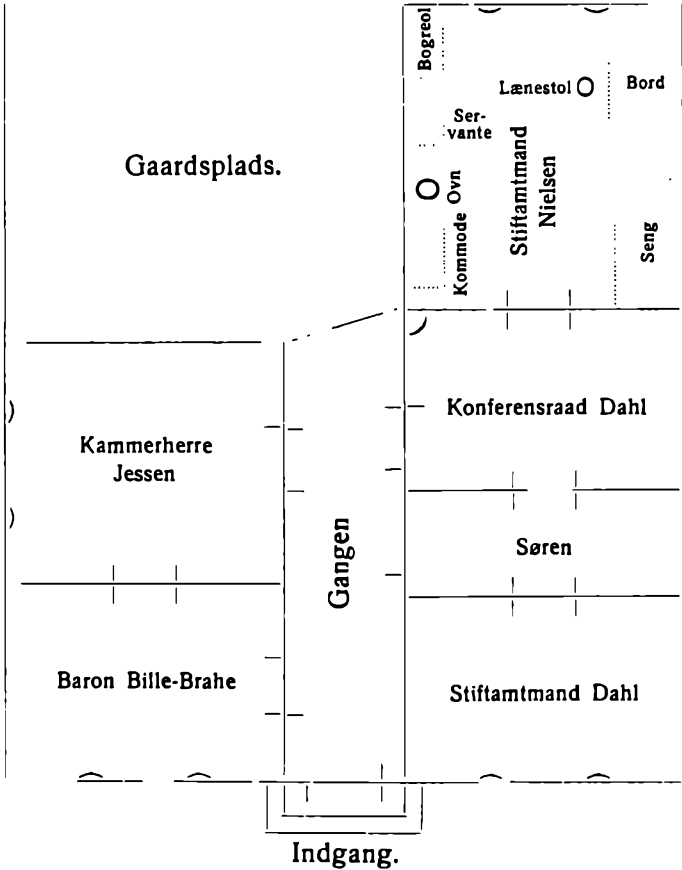 Bogreol
Lænestol
Bord
Ser-
vante
Gaardsplads.
Ovn
Kommode
Stiftamtmand
Nielsen
Seng
Konferensraad Dahl
Kammerherre
Jessen
Gangen
Søren
Baron Bille-Brahe
Stiftamtmand Dahl
Indgang.